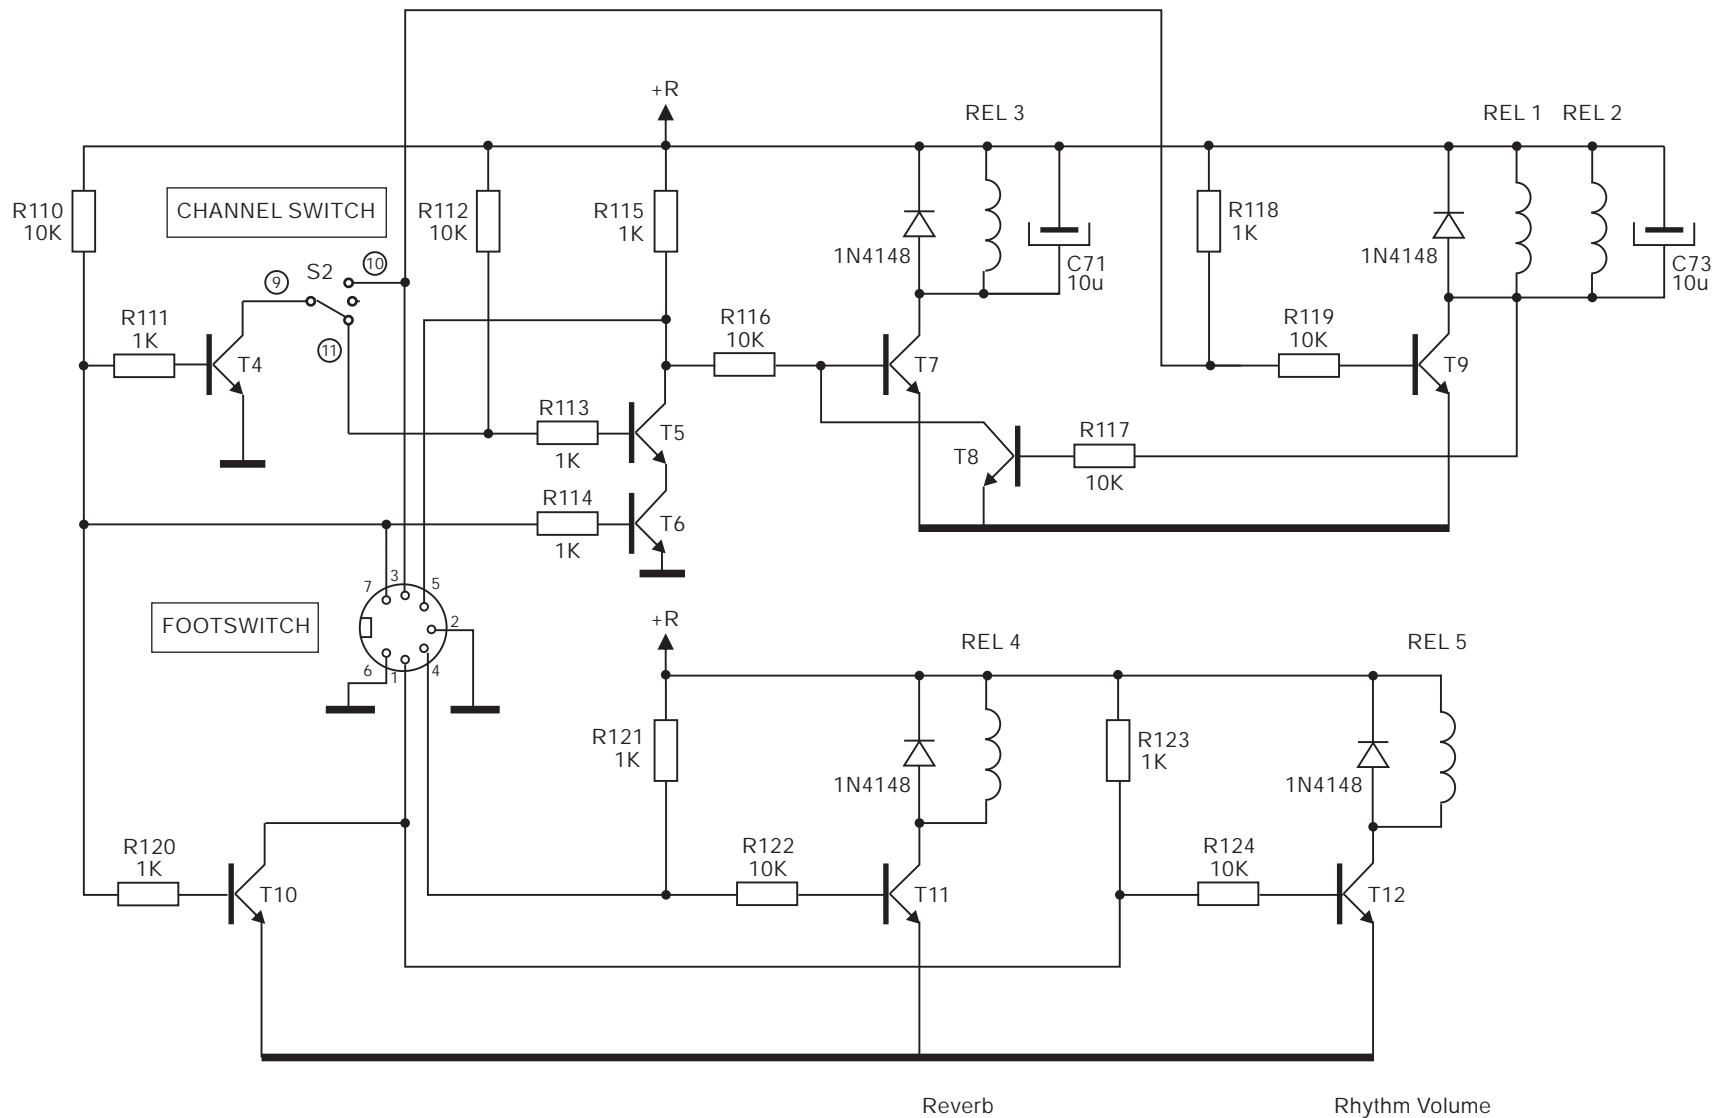 +R
REL 3
REL 1
REL 2
R110
10K
CHANNEL SWITCH
R112
10K
R115
1K
1N4148
C71
10u
R118
1K
1N4148
C73
10u
9
S2
10
11
R111
1K
T4
R116
10K
T7
R119
10K
T9
R113
1K
T5
T8
R117
10K
R114
1K
T6
FOOTSWITCH
7
3
5
2
6
1
4
+R
REL 4
REL 5
R121
1K
1N4148
R123
1K
1N4148
R120
1K
T10
R122
10K
T11
R124
10K
T12
Reverb
Rhythm Volume